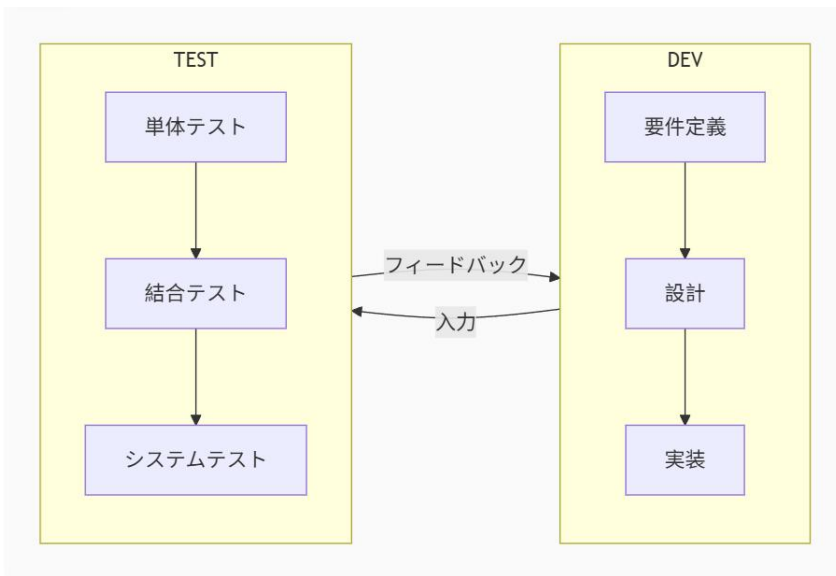 TEST
単体テスト
結合テスト
システムテスト
フィードバック
入力
DEV
要件定義
設計
実装